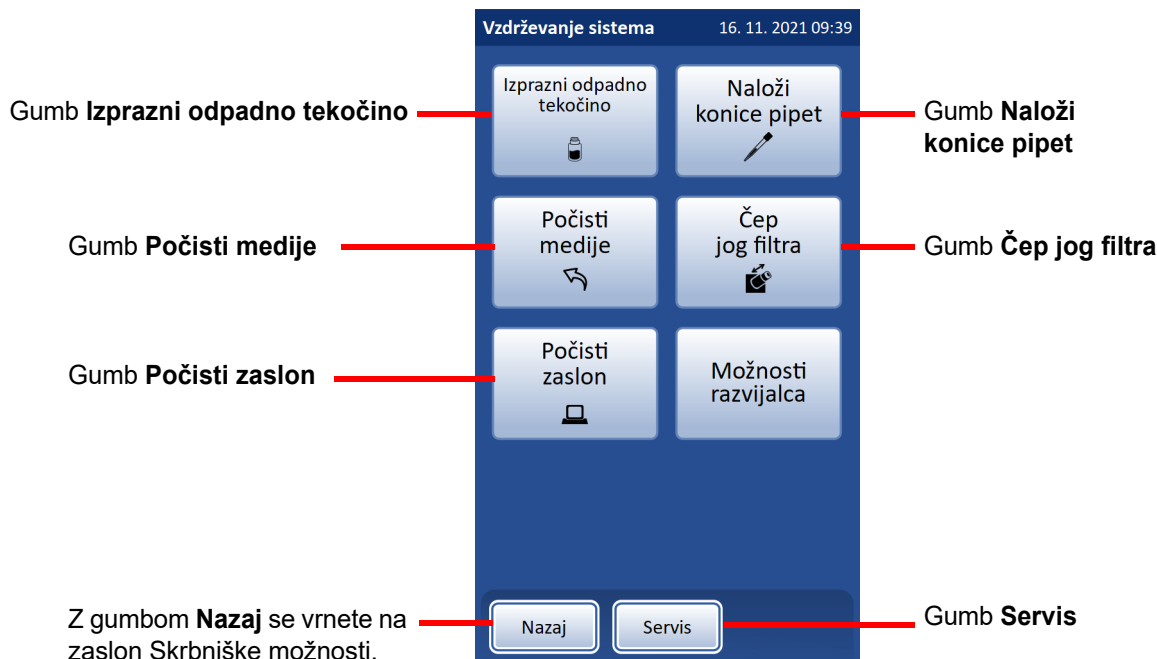 Vzdrževanje sistema 16. 11. 2021 09:39
Gumb Izprazni odpadno tekočino
Izprazni odpadno
tekočino
Naloži
konice pipet
Gumb Naloži
konice pipet
Gumb Počisti medije
Počisti
medije
Čep
jog filtra
Gumb Čep jog filtra
Gumb Počisti zaslon
Počisti
zaslon
Možnosti
razvijalca
Z gumbom Nazaj se vrnete na
zaslon Skrbniške možnosti.
Nazaj
Servis
Gumb Servis